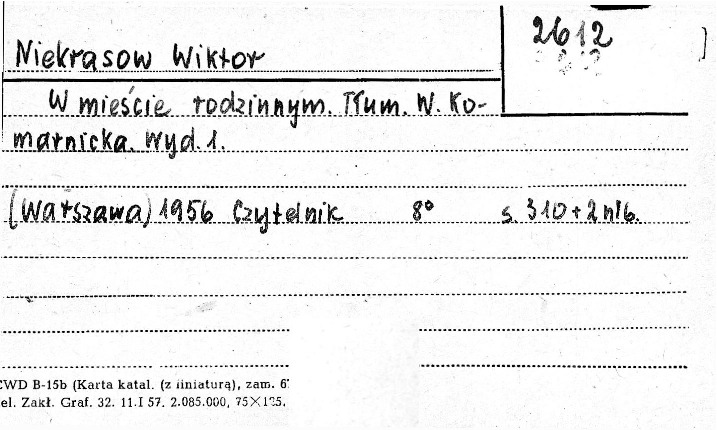 2612
Niekrasow Wiktor
W mieście rodzinnym. Tłum. W. Ko-
marnicka. Wyd. 1.
(Warszawa) 1956 Czytelnik 8° s. 310 + 2 nlb.
CWD B-15b (Karta katal. (z liniaturą), zam. 67
el. Zakł. Graf. 32. 11.I 57. 2.085.000, 75×125.